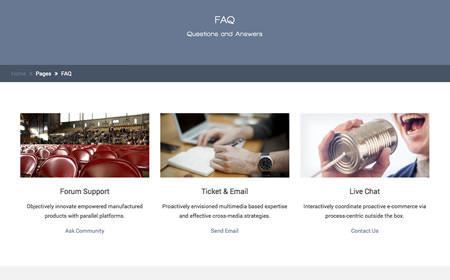 FAQ
Questions and Answers
Home » Pages » FAQ
Forum Support
Objectively innovate empowered manufactured
products with parallel platforms.
Ask Community
Ticket & Email
Proactively envisioned multimedia based expertise
and effective cross-media strategies.
Send Email
Live Chat
Interactively coordinate proactive e-commerce via
process-centric outside the box.
Contact Us